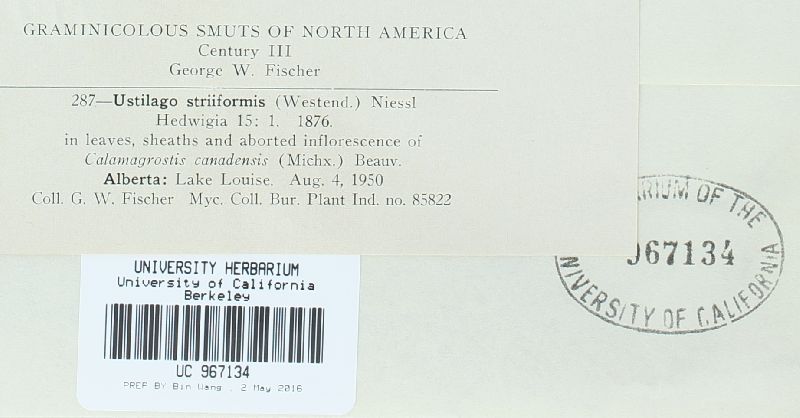 GRAMINICOLOUS SMUTS OF NORTH AMERICA
Century III
George W. Fischer
287—Ustilago striiformis (Westend.) Niessl
Hedwigia 15: 1. 1876.
in leaves, sheaths and aborted inflorescence of
Calamagrostis canadensis (Michx.) Beauv.
Alberta: Lake Louise. Aug. 4, 1950
Coll. G. W. Fischer Myc. Coll. Bur. Plant Ind. no. 85822
RIUM OF THE
967134
NIVERSITY OF CALIFORNIA
UNIVERSITY HERBARIUM
University of California
Berkeley
UC 967134
PREP BY Bin Wang . 2 May 2016